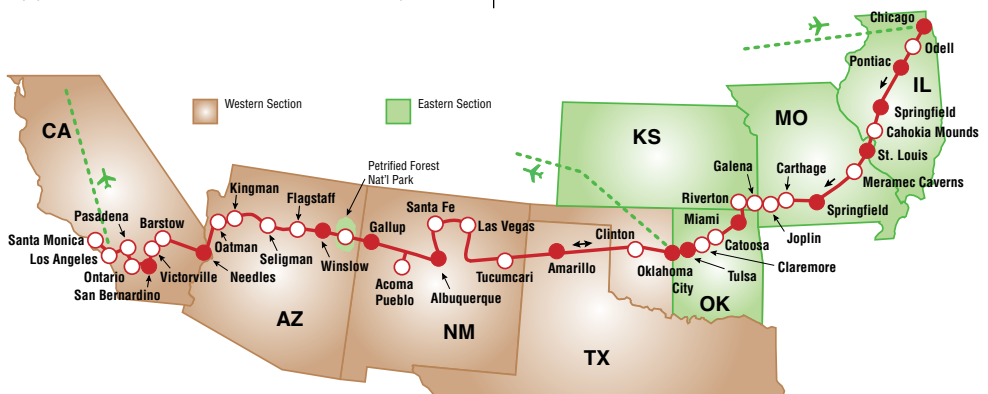 Chicago
Odell
Pontiac
IL
Springfield
Cahokia Mounds
St. Louis
Meramec Caverns
Springfield
MO
Carthage
Galena
Joplin
KS
Riverton
Miami
Catoosa
Claremore
Tulsa
Oklahoma
City
OK
Western Section
Eastern Section
Clinton
Amarillo
TX
Tucumcari
Las Vegas
Santa Fe
Albuquerque
NM
Acoma
Pueblo
Gallup
Petrified Forest
Nat'l Park
Winslow
Flagstaff
Seligman
Kingman
Oatman
AZ
Needles
CA
Barstow
Victorville
San Bernardino
Ontario
Pasadena
Los Angeles
Santa Monica